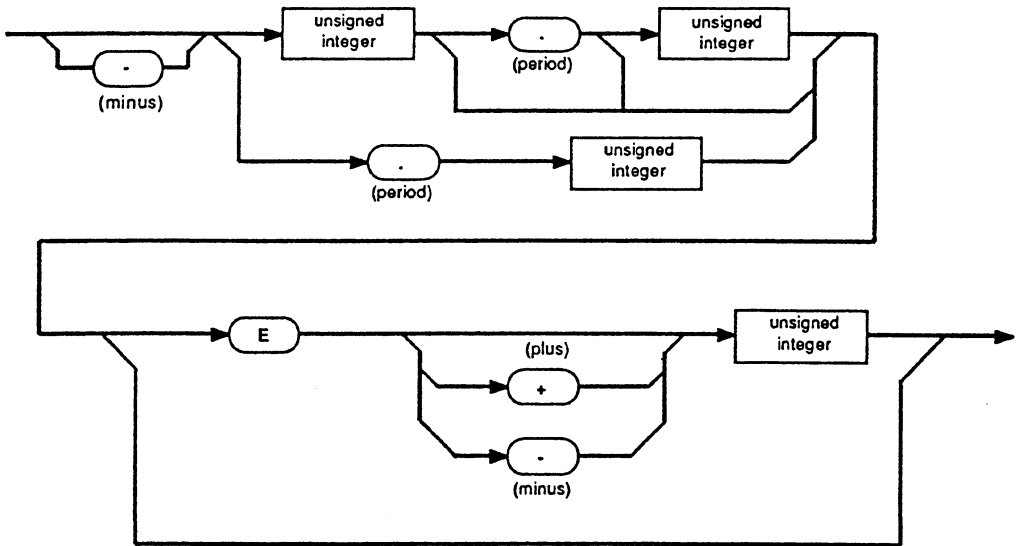 unsigned
integer
.
(period)
unsigned
integer
-
(minus)
.
(period)
unsigned
integer
E
(plus)
+
-
(minus)
unsigned
integer